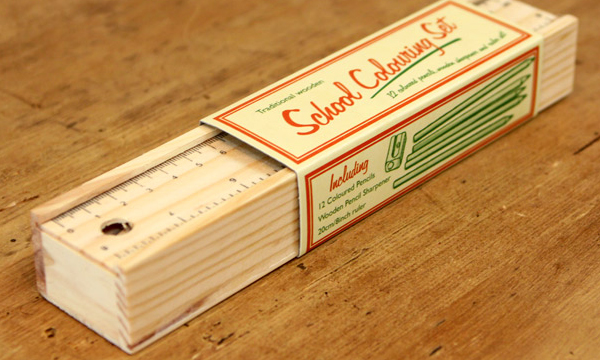 Traditional wooden
School Colouring Set
12 coloured pencils, wooden sharpener and ruler set
Including
12 Coloured Pencils
Wooden Pencil Sharpener
20cm/8inch ruler